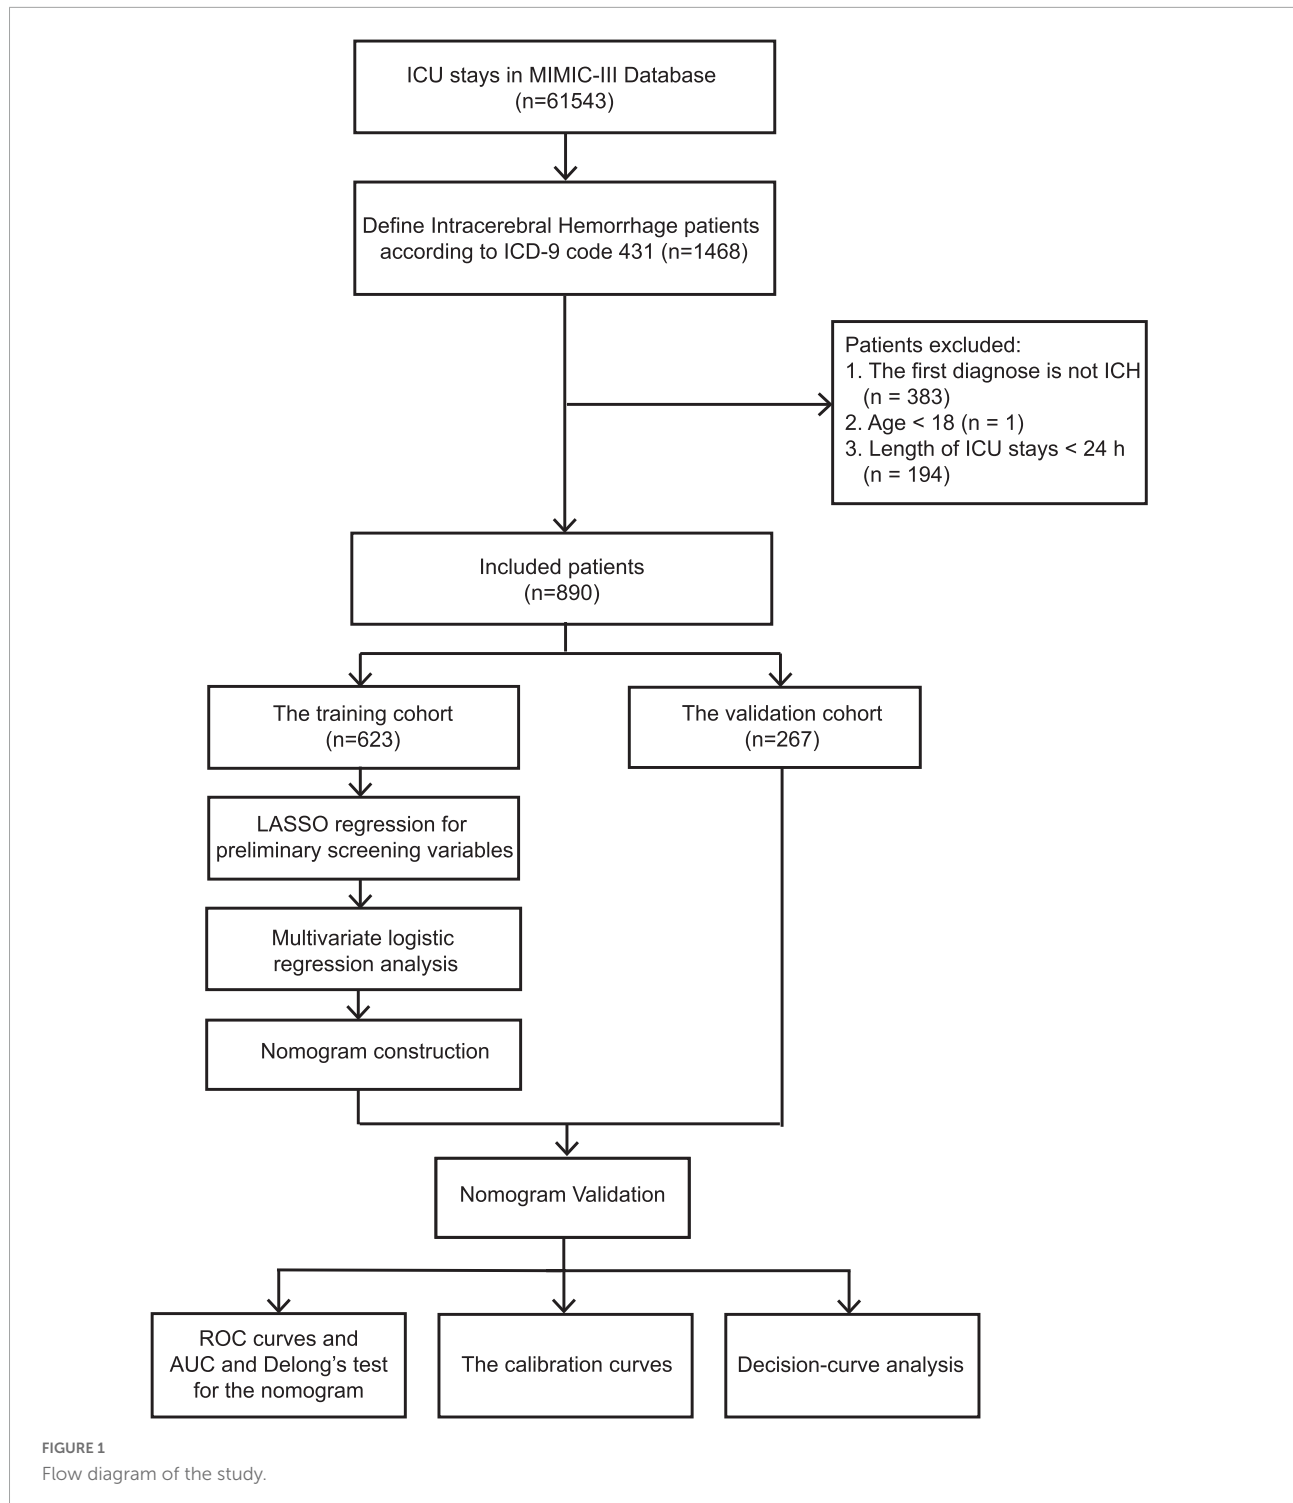 ICU stays in MIMIC-III Database
(n=61543)
Define Intracerebral Hemorrhage patients
according to ICD-9 code 431 (n=1468)
Patients excluded:
1. The first diagnose is not ICH
(n = 383)
2. Age < 18 (n = 1)
3. Length of ICU stays < 24 h
(n = 194)
Included patients
(n=890)
The training cohort
(n=623)
The validation cohort
(n=267)
LASSO regression for
preliminary screening variables
Multivariate logistic
regression analysis
Nomogram construction
Nomogram Validation
ROC curves and
AUC and Delong's test
for the nomogram
The calibration curves
Decision-curve analysis
FIGURE 1
Flow diagram of the study.